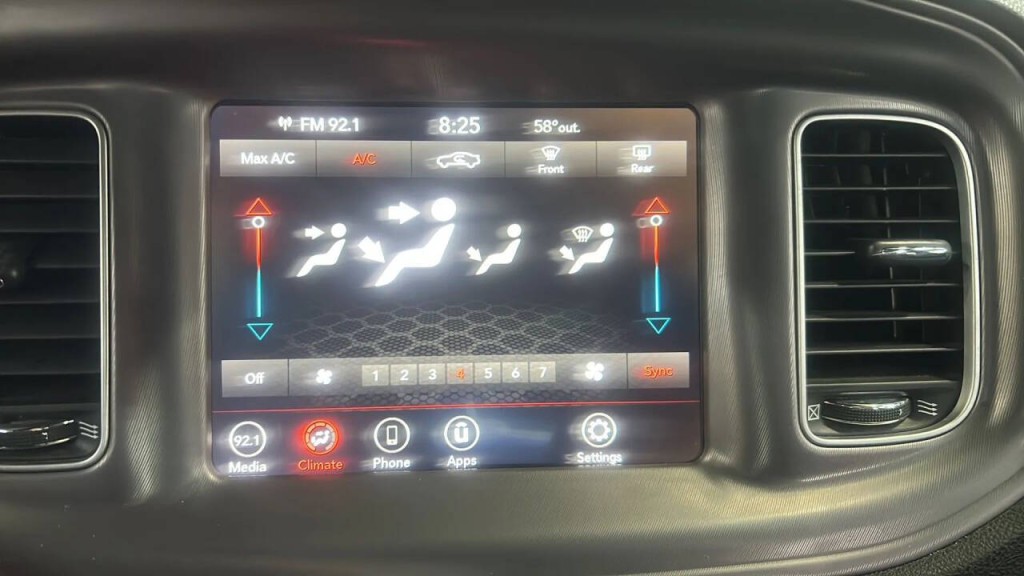 FM 92.1 8:25 58°out.
Max A/C A/C Front Rear
Off 1 2 3 4 5 6 7 Sync
92.1
Media Climate Phone Apps Settings